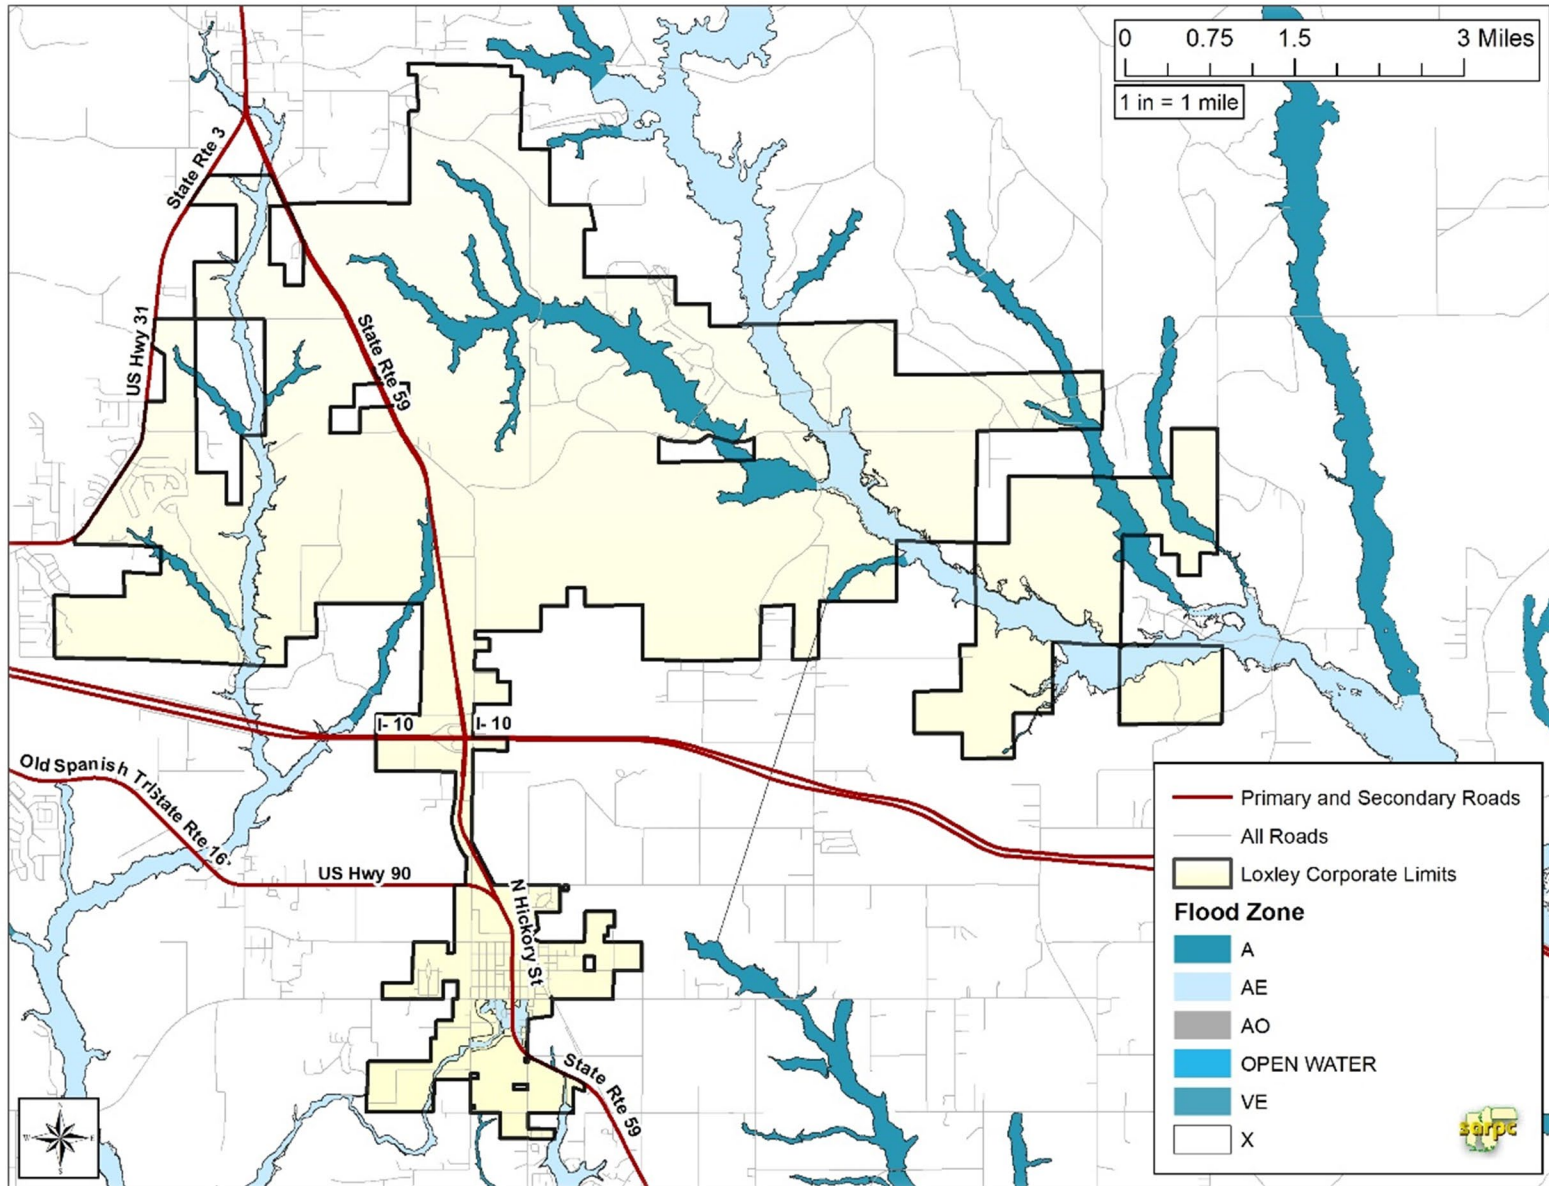 0 0.75 1.5 3 Miles
1 in = 1 mile
State Rte 3
US Hwy 31
State Rte 59
I- 10
I- 10
Old Spanish Trl
State Rte 16
US Hwy 90
N Hickory St
State Rte 59
Primary and Secondary Roads
All Roads
Loxley Corporate Limits
Flood Zone
A
AE
AO
OPEN WATER
VE
X
sarpc